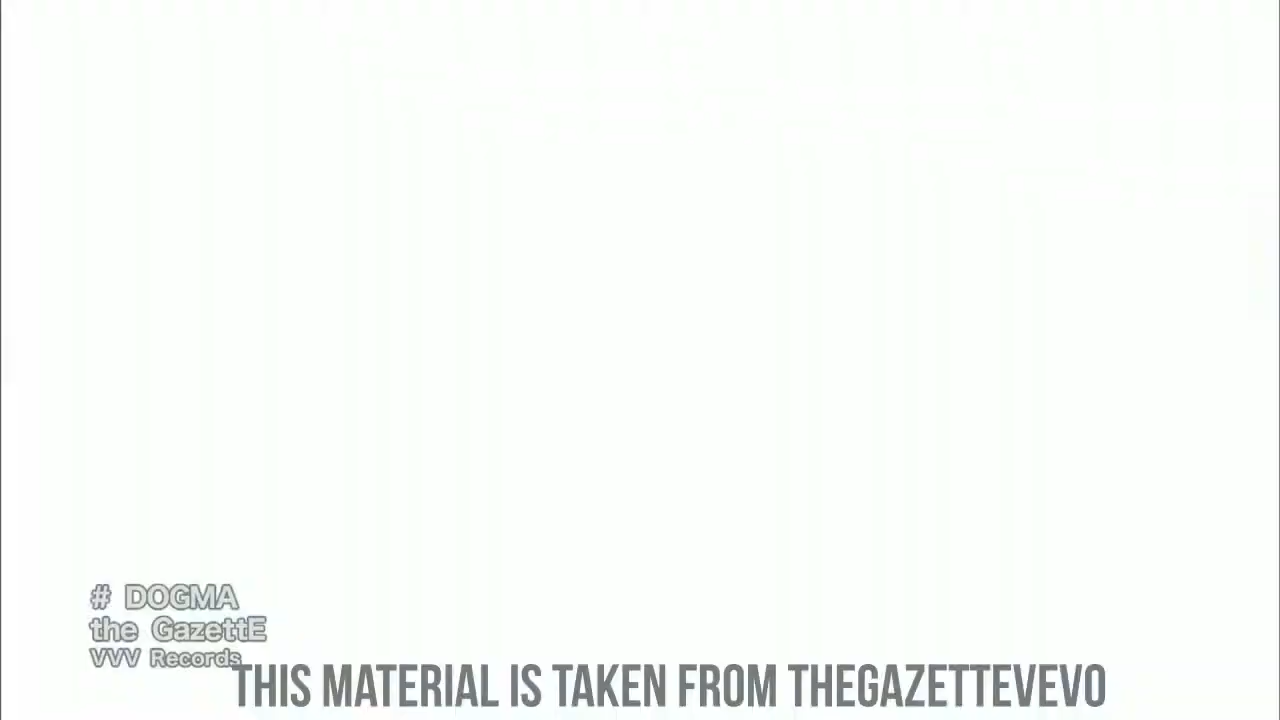 # DOGMA
the GazettE
VVV Records
THIS MATERIAL IS TAKEN FROM THEGAZETTEVEVO